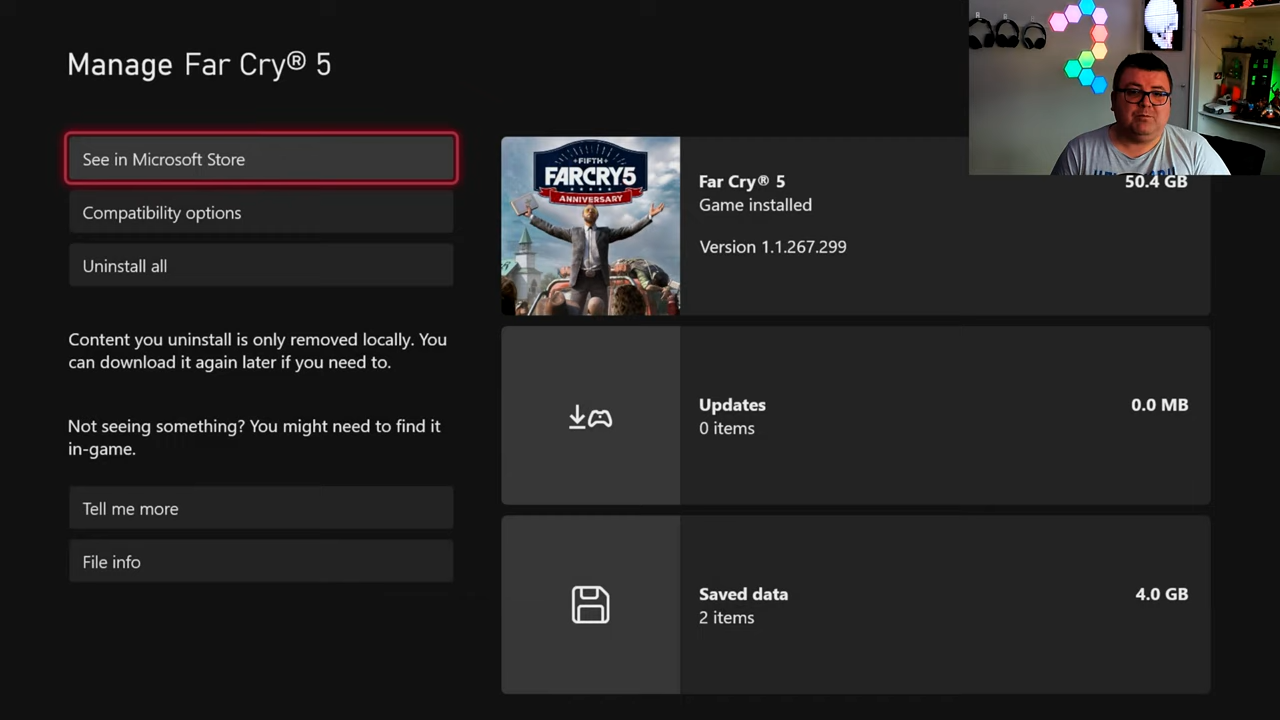 Manage Far Cry® 5
See in Microsoft Store
Compatibility options
Uninstall all
Content you uninstall is only removed locally. You
can download it again later if you need to.
Not seeing something? You might need to find it
in-game.
Tell me more
File info
FIFTH
FARCRY5
ANNIVERSARY
Far Cry® 5
50.4 GB
Game installed
Version 1.1.267.299
Updates
0.0 MB
0 items
Saved data
4.0 GB
2 items